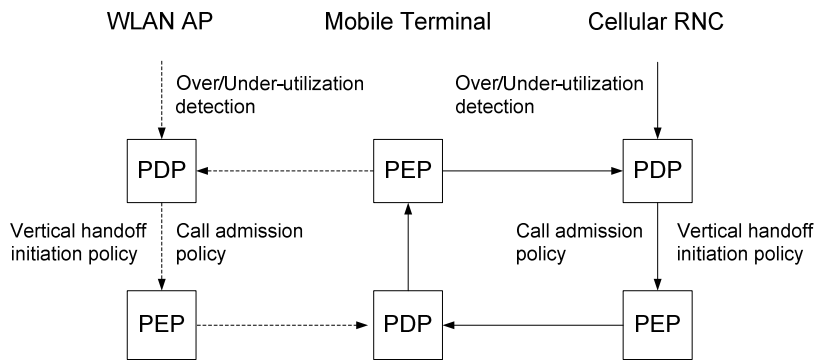 WLAN AP
Mobile Terminal
Cellular RNC
Over/Under-utilization
detection
Over/Under-utilization
detection
PDP
PEP
PDP
Vertical handoff
initiation policy
Call admission
policy
Call admission
policy
Vertical handoff
initiation policy
PEP
PDP
PEP